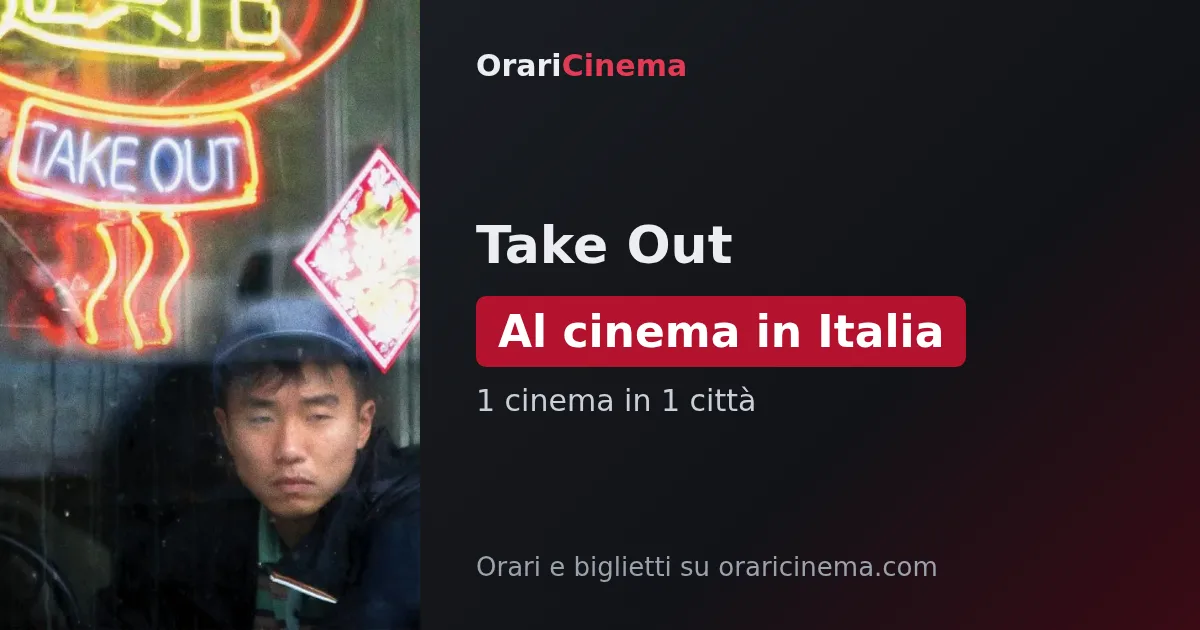 TAKE OUT
OrariCinema
Take Out
Al cinema in Italia
1 cinema in 1 città
Orari e biglietti su oraricinema.com